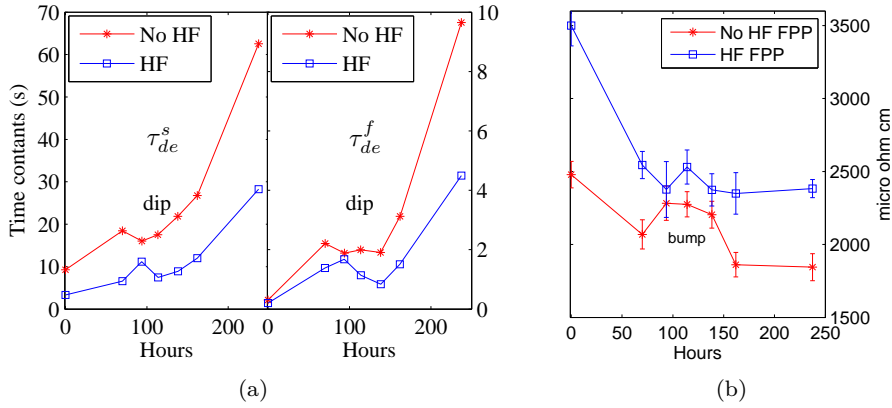 70
60
50
40
30
20
10
0
Time contants (s)
No HF
HF
τ_de^s
dip
0
100
200
Hours
No HF
HF
τ_de^f
dip
10
8
6
4
2
0
0
100
200
Hours
(a)
No HF FPP
HF FPP
bump
3500
3000
2500
2000
1500
micro ohm cm
0
50
100
150
200
250
Hours
(b)